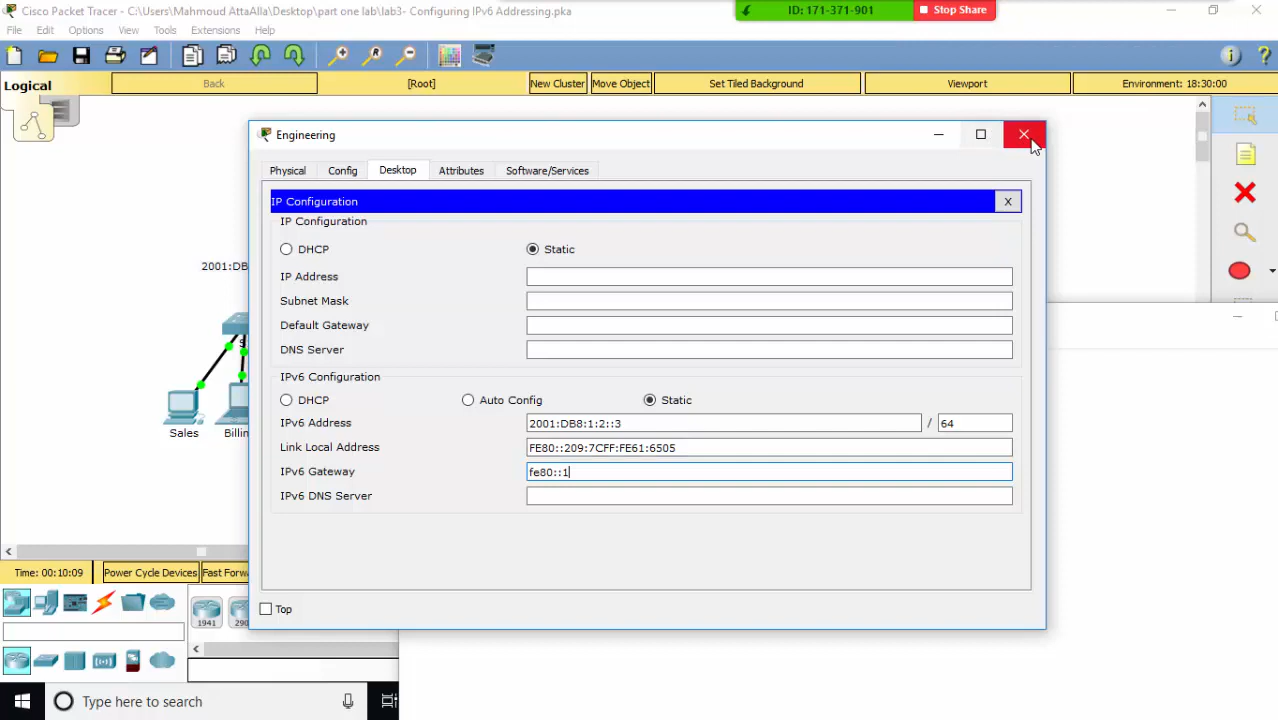 Cisco Packet Tracer - C:\Users\Mahmoud AttaAlla\Desktop\part one lab\lab3- Configuring IPv6 Addressing.pka
ID: 171-371-901
Stop Share
File Edit Options View Tools Extensions Help
Logical
Back
[Root]
New Cluster
Move Object
Set Tiled Background
Viewport
Environment: 18:30:00
Engineering
Physical Config Desktop Attributes Software/Services
IP Configuration
X
IP Configuration
DHCP Static
IP Address
Subnet Mask
Default Gateway
DNS Server
IPv6 Configuration
DHCP Auto Config Static
IPv6 Address 2001:DB8:1:2::3 / 64
Link Local Address FE80::209:7CFF:FE61:6505
IPv6 Gateway fe80::1
IPv6 DNS Server
Top
2001:DB
S
Sales
Billin
Time: 00:10:09
Power Cycle Devices
Fast Forw
1941
290
Type here to search